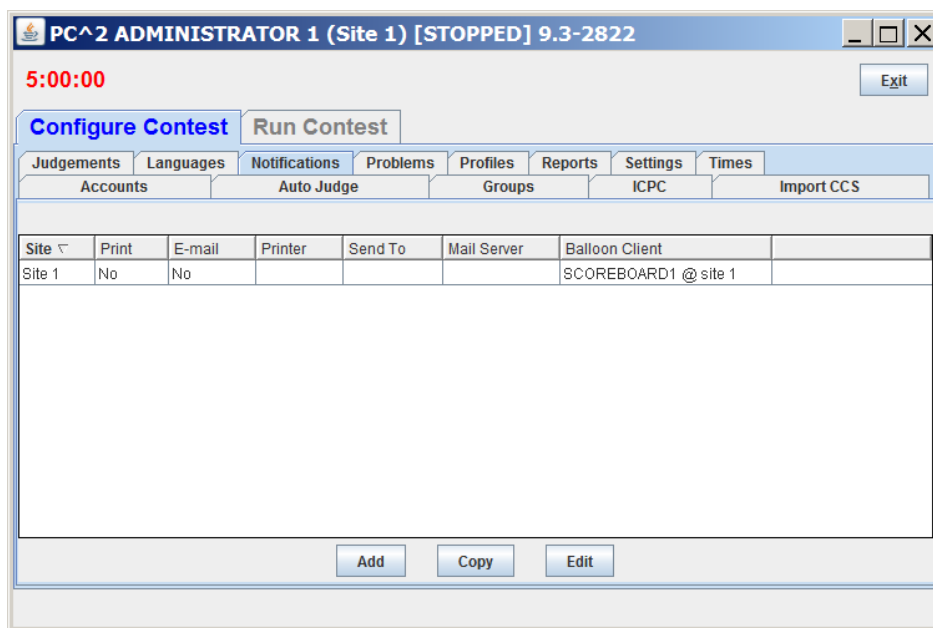 PC^2 ADMINISTRATOR 1 (Site 1) [STOPPED] 9.3-2822
5:00:00 Exit
Configure Contest Run Contest
Judgements Languages Notifications Problems Profiles Reports Settings Times
Accounts Auto Judge Groups ICPC Import CCS
Site Print E-mail Printer Send To Mail Server Balloon Client
Site 1 No No SCOREBOARD1 @ site 1
Add Copy Edit